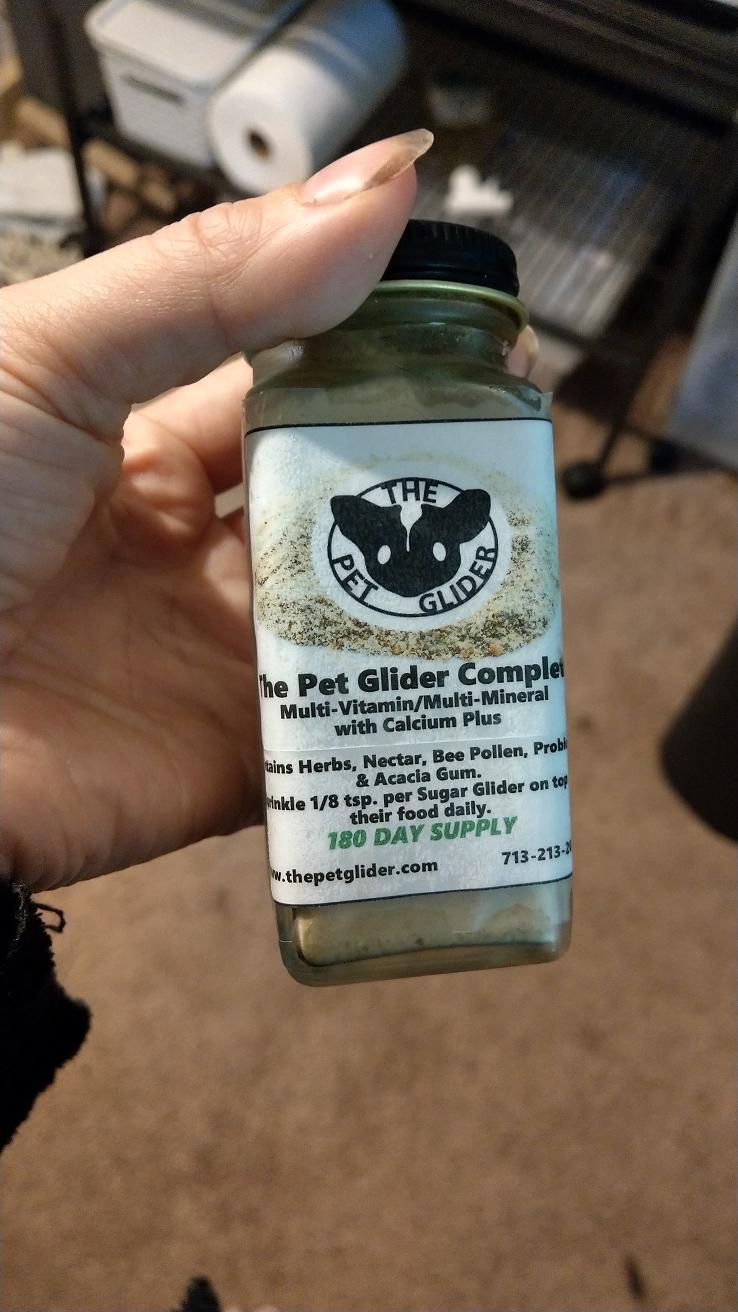 THE
PET GLIDER
The Pet Glider Complet
Multi-Vitamin/Multi-Mineral
with Calcium Plus
tains Herbs, Nectar, Bee Pollen, Probi
& Acacia Gum.
rinkle 1/8 tsp. per Sugar Glider on top
their food daily.
180 DAY SUPPLY
w.thepetglider.com 713-213-2